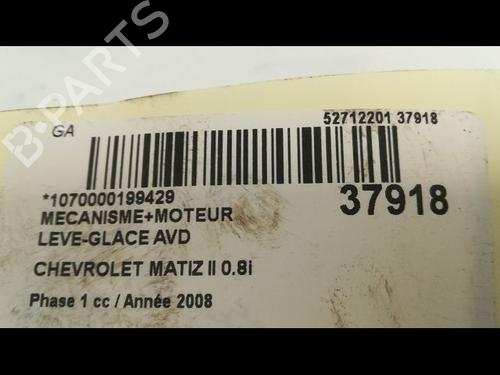 GA
52712201 37918
*1070000199429
37918
MECANISME+MOTEUR
LEVE-GLACE AVD
CHEVROLET MATIZ II 0.8i
Phase 1 cc / Année 2008
B-PARTS